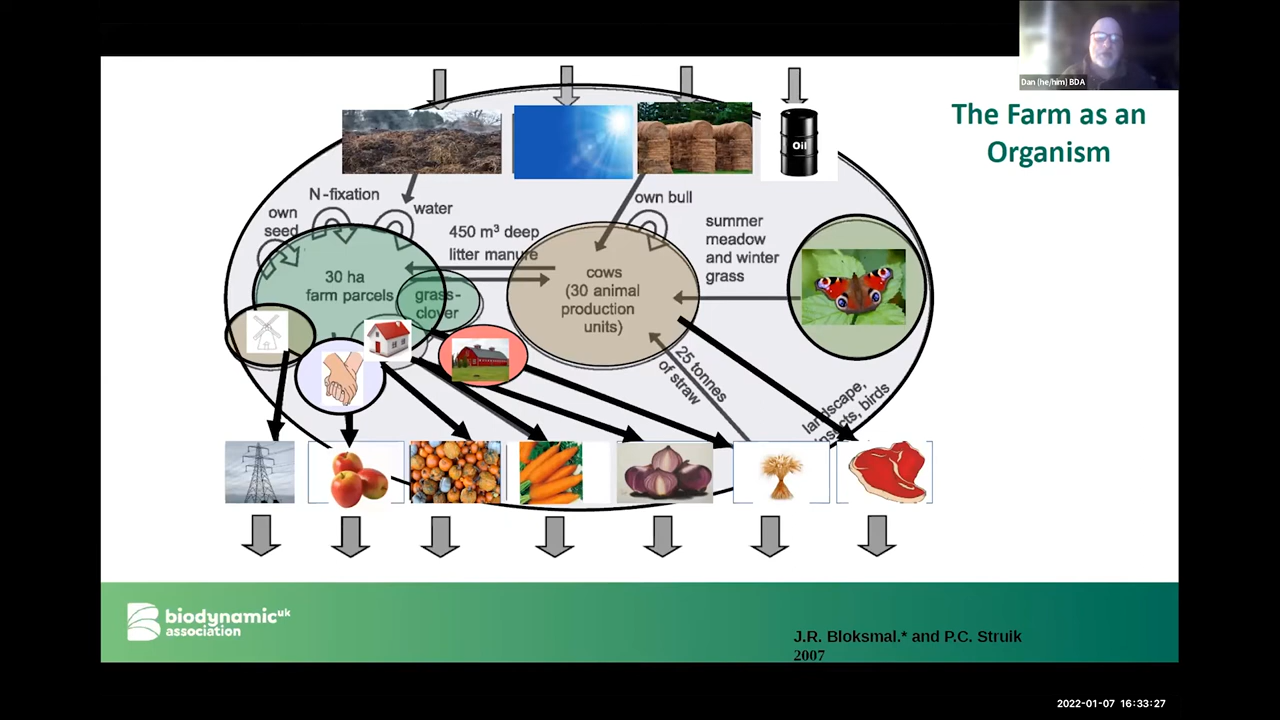 Dan (he/him) BDA
The Farm as an
Organism
Oil
N-fixation
own
seed
water
own bull
450 m³ deep
litter manure
summer
meadow
and winter
grass
30 ha
farm parcels
grass-
clover
cows
(30 animal
production
units)
25 tonnes
of straw
landscape,
insects, birds
biodynamic uk
association
J.R. Bloksmal.* and P.C. Struik
2007
2022-01-07 16:33:27